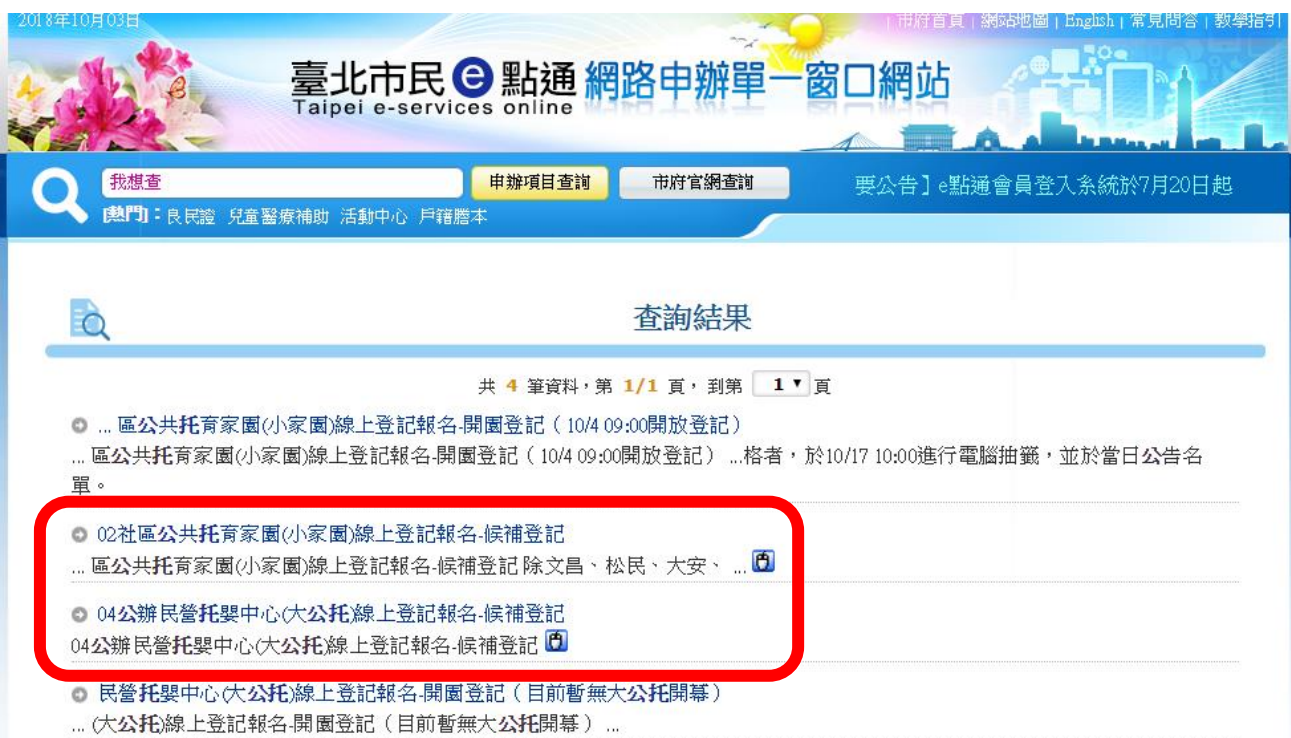 2018年10月03日
| 市府首頁 | 網站地圖 | English | 常見問答 | 教學指引
臺北市民e點通 網路申辦單一窗口網站
Taipei e-services online
我想查
申辦項目查詢
市府官網查詢
要公告】e點通會員登入系統於7月20日起
[熱門]：良民證 兒童醫療補助 活動中心 戶籍謄本
查詢結果
共 4 筆資料，第 1/1 頁， 到第 1 頁
... 區公共托育家園(小家園)線上登記報名-開園登記（10/4 09:00開放登記）
... 區公共托育家園(小家園)線上登記報名-開園登記（10/4 09:00開放登記） ...格者，於10/17 10:00進行電腦抽籤，並於當日公告名
單。
02社區公共托育家園(小家園)線上登記報名-候補登記
... 區公共托育家園(小家園)線上登記報名-候補登記 除文昌、松民、大安、 ...
04公辦民營托嬰中心(大公托)線上登記報名-候補登記
04公辦民營托嬰中心(大公托)線上登記報名-候補登記
民營托嬰中心(大公托)線上登記報名-開園登記（目前暫無大公托開幕）
... (大公托)線上登記報名-開園登記（目前暫無大公托開幕） ...